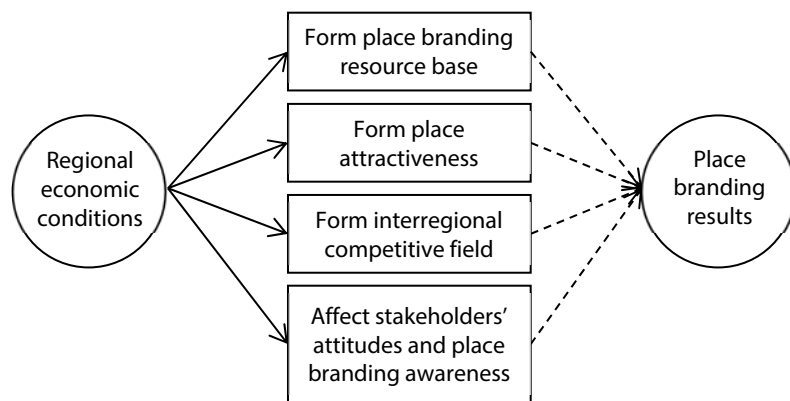 Regional
economic
conditions
Form place branding
resource base
Form place
attractiveness
Form interregional
competitive field
Affect stakeholders’
attitudes and place
branding awareness
Place
branding
results